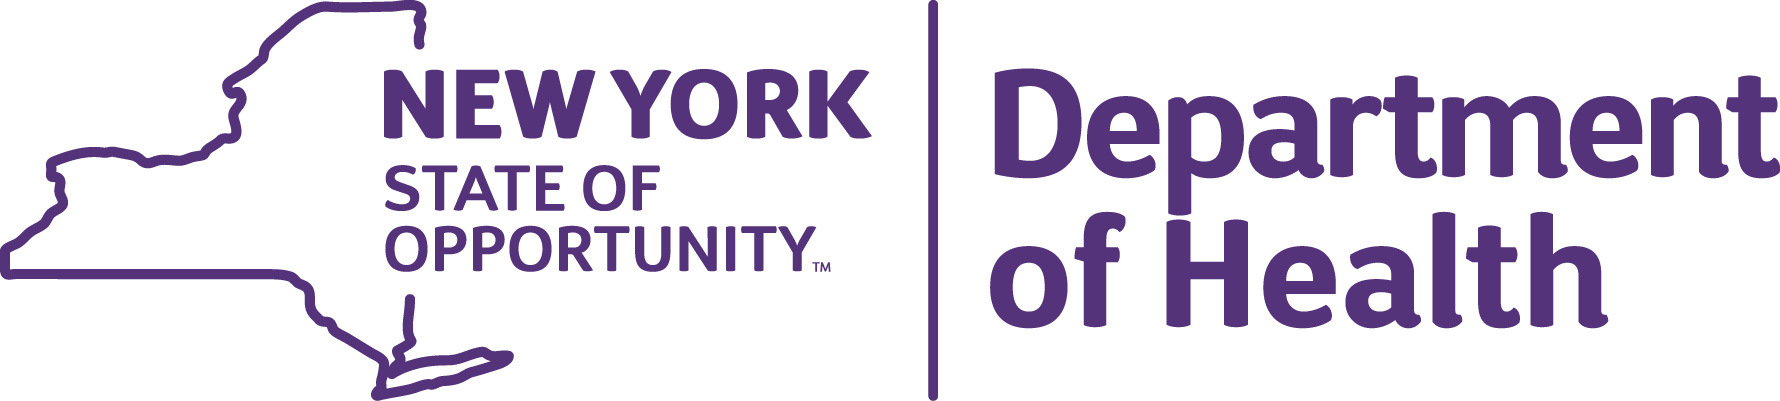 NEW YORK
STATE OF
OPPORTUNITY™
Department
of Health